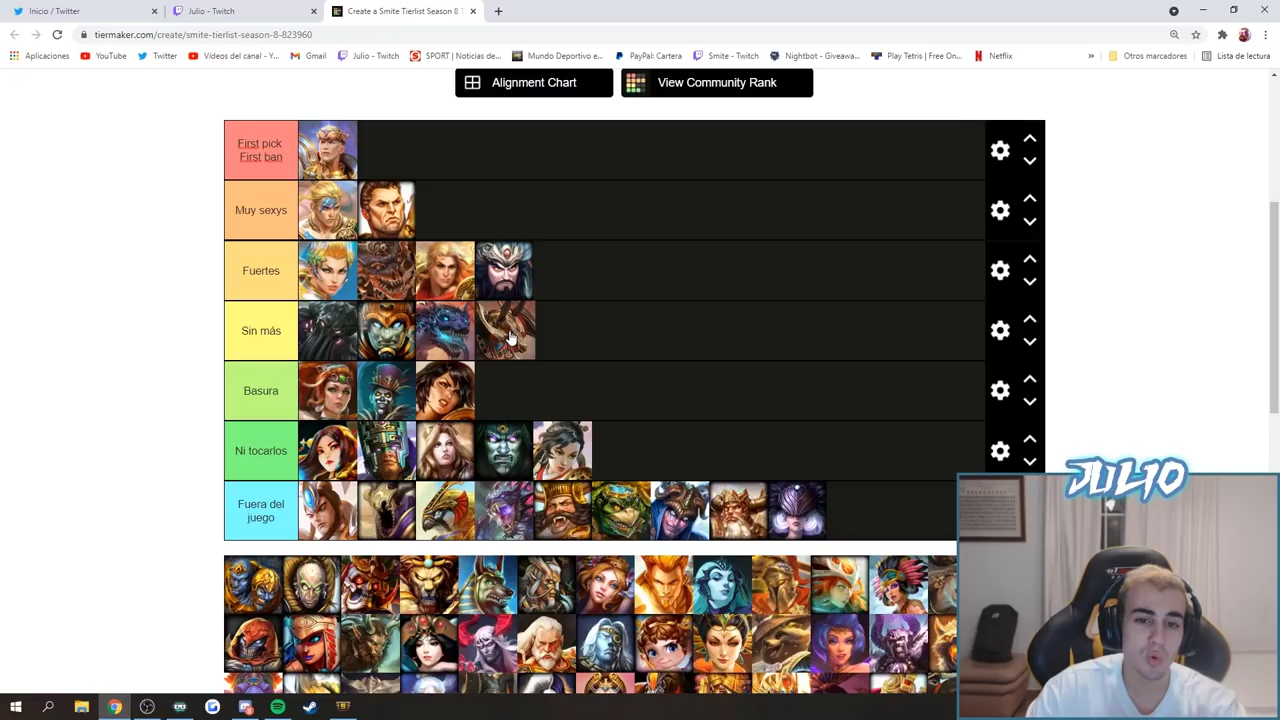 Inicio / Twitter
Julio - Twitch
Create a Smite Tierlist Season 8
tiermaker.com/create/smite-tierlist-season-8-823960
Aplicaciones
YouTube
Twitter
Vídeos del canal - Y...
Julio - Twitch
Gmail
SPORT | Noticias de...
Mundo Deportivo e...
PayPal: Cartera
Smite - Twitch
Nightbot - Giveawa...
Play Tetris | Free On...
Netflix
Otros marcadores
Lista de lectura
Alignment Chart
View Community Rank
First pick
First ban
Muy sexys
Fuertes
Sin más
Basura
Ni tocarlos
Fuera del
juego
JULIO